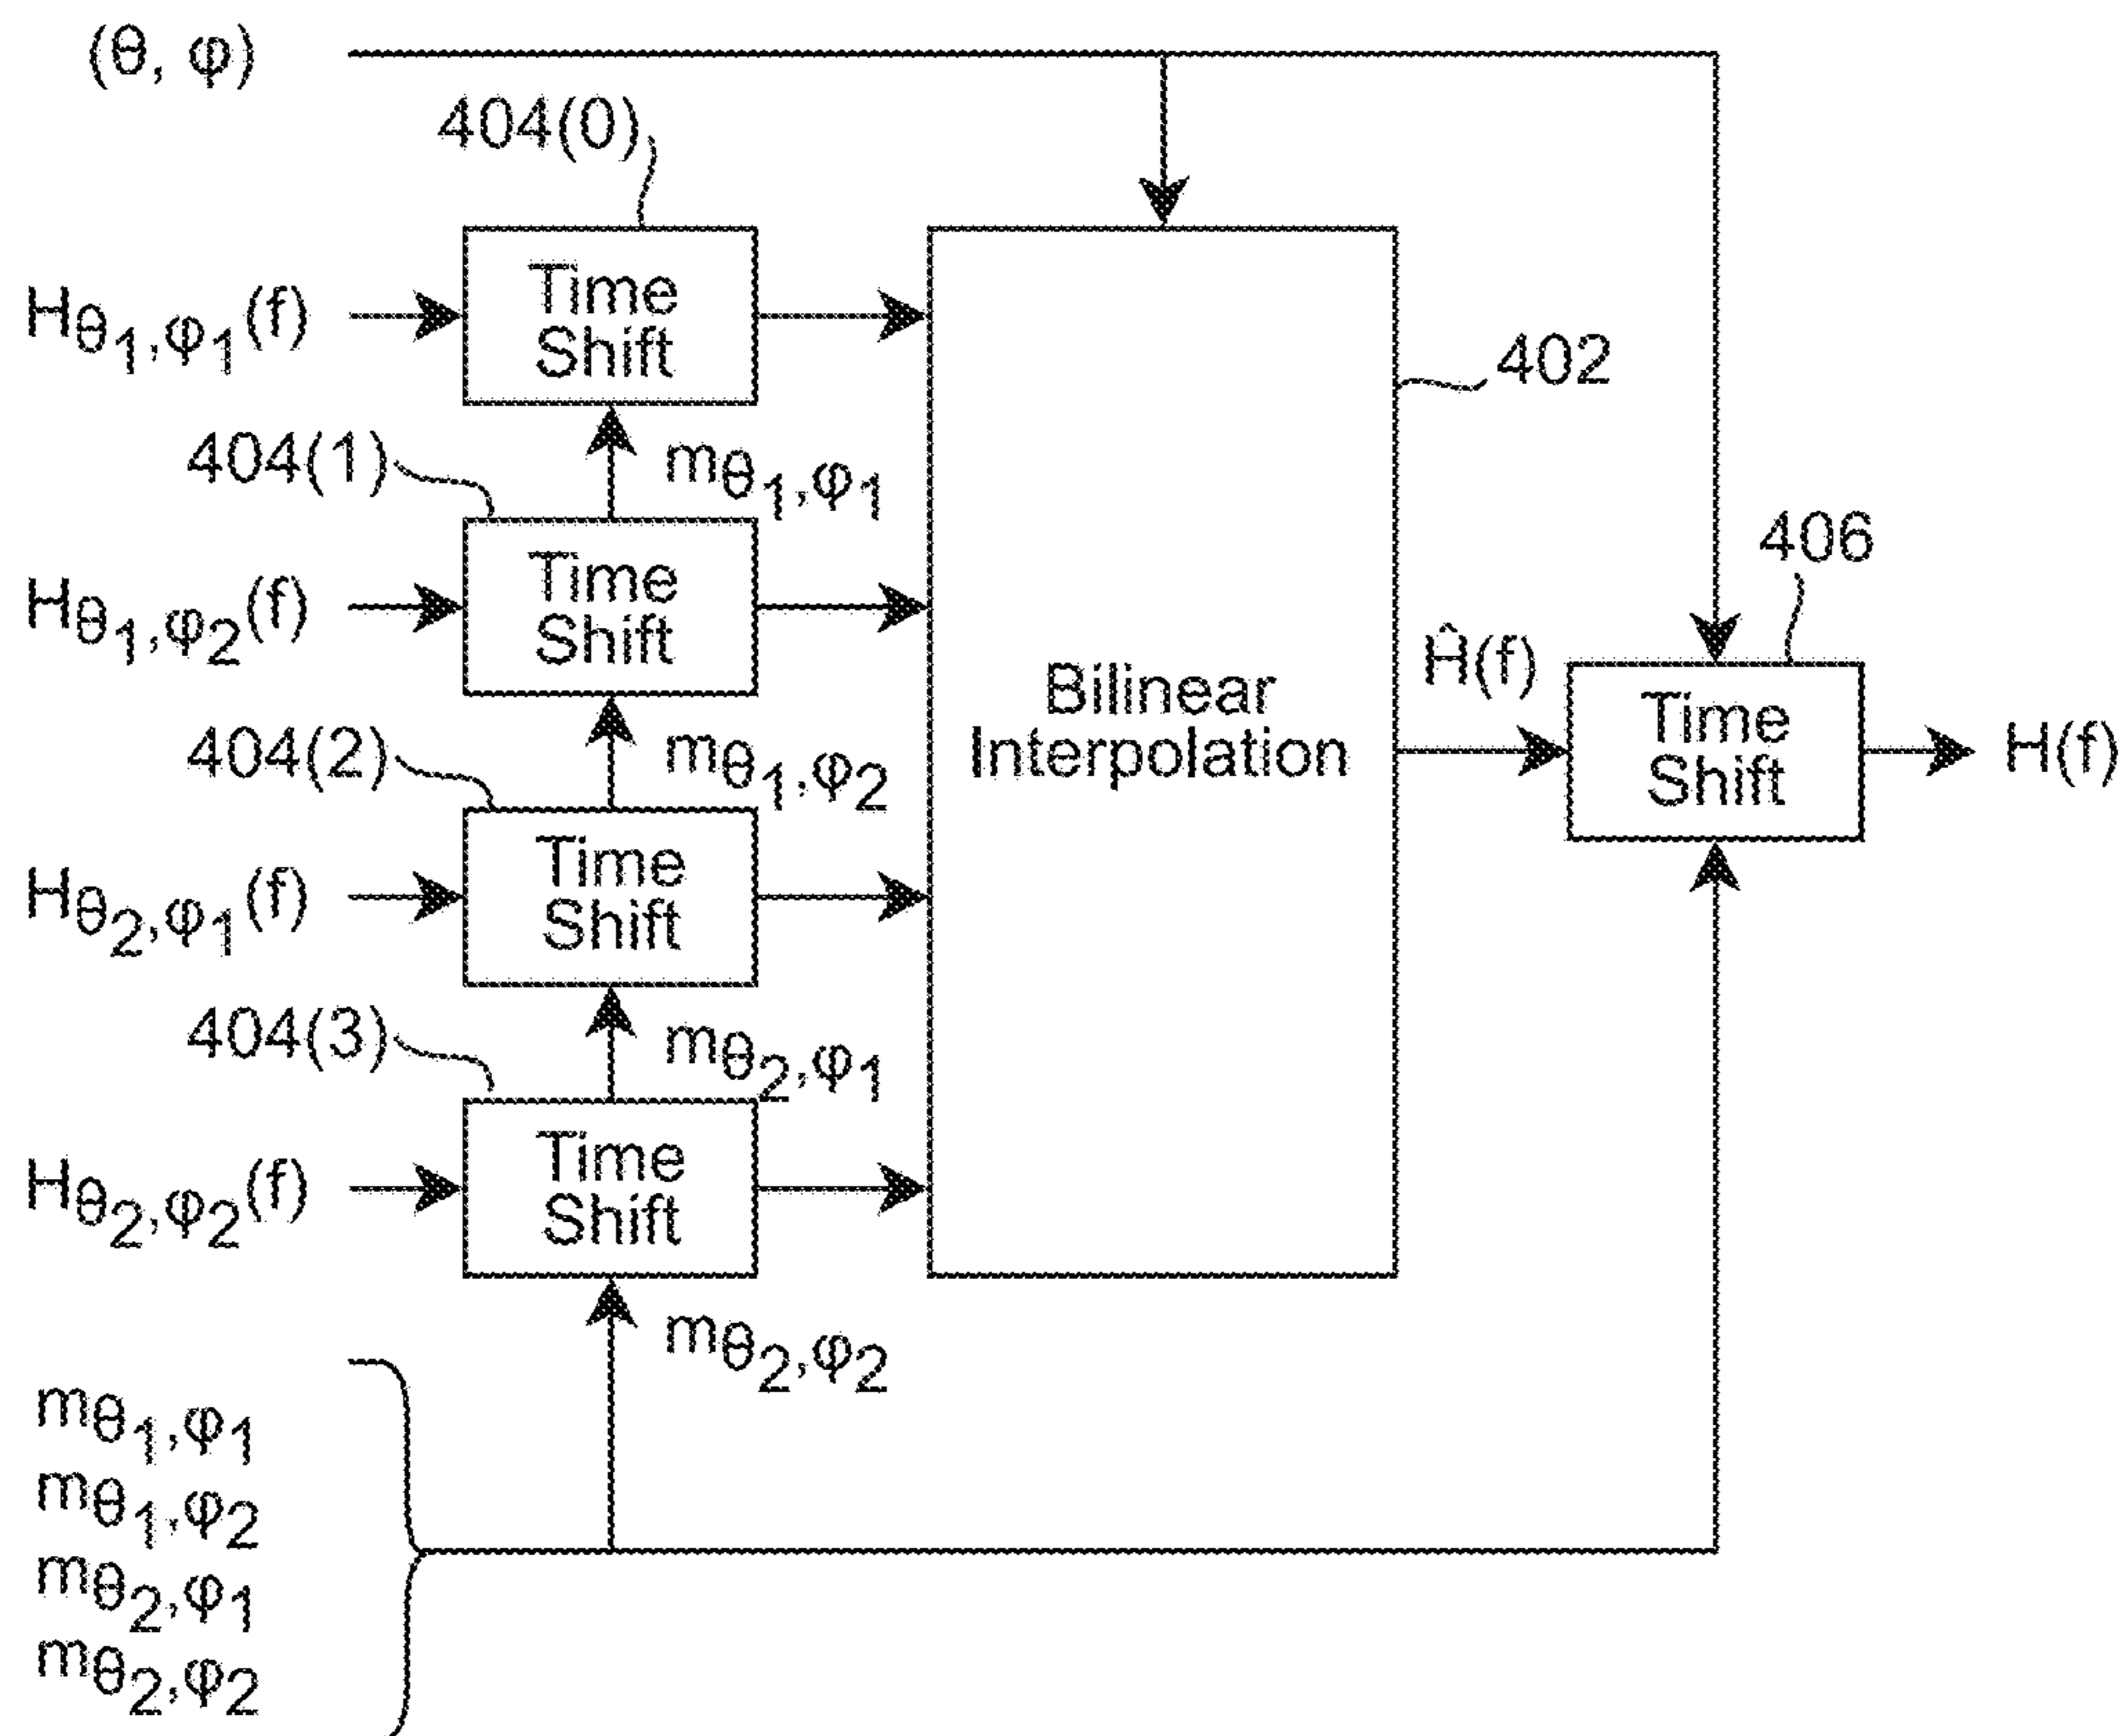 (θ, φ)
404(0)
Time
Shift
Hθ1,φ1(f)
402
404(1)
mθ1,φ1
406
Time
Shift
Hθ1,φ2(f)
Bilinear
Interpolation
Ĥ(f)
Time
Shift
H(f)
404(2)
mθ1,φ2
Time
Shift
Hθ2,φ1(f)
404(3)
mθ2,φ1
Time
Shift
Hθ2,φ2(f)
mθ2,φ2
mθ1,φ1
mθ1,φ2
mθ2,φ1
mθ2,φ2